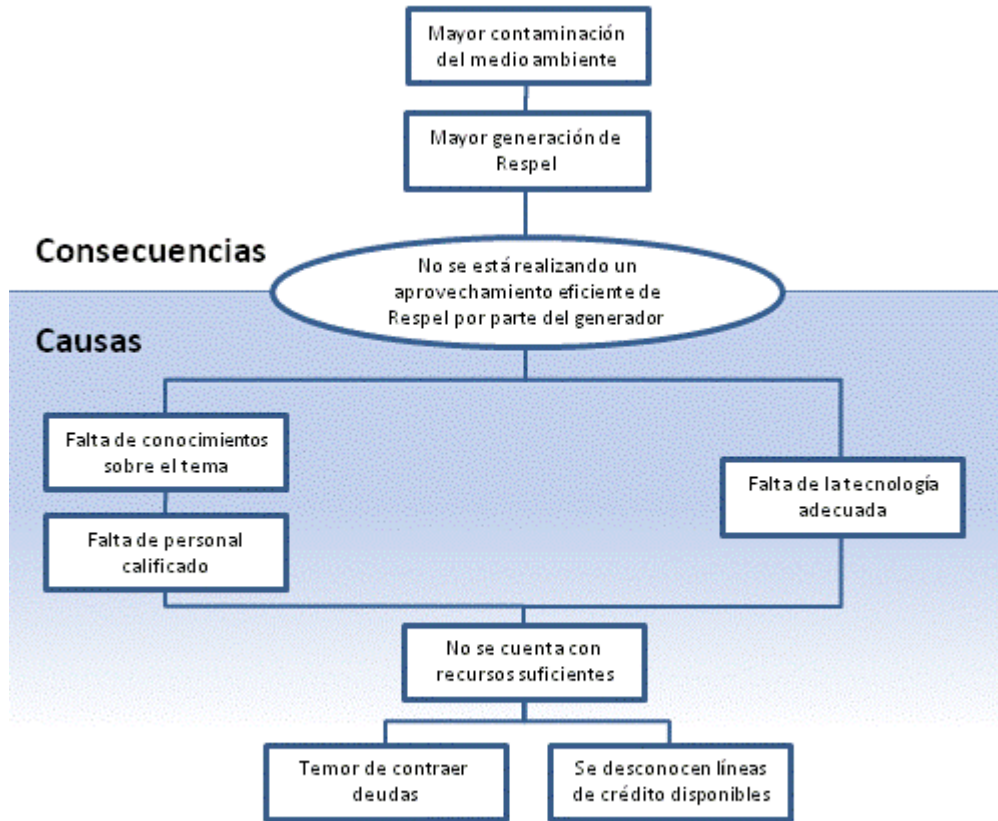 Mayor contaminación
del medio ambiente
Mayor generación de
Respel
Consecuencias
No se está realizando un
aprovechamiento eficiente de
Respel por parte del generador
Causas
Falta de conocimientos
sobre el tema
Falta de la tecnología
adecuada
Falta de personal
calificado
No se cuenta con
recursos suficientes
Temor de contraer
deudas
Se desconocen líneas
de crédito disponibles